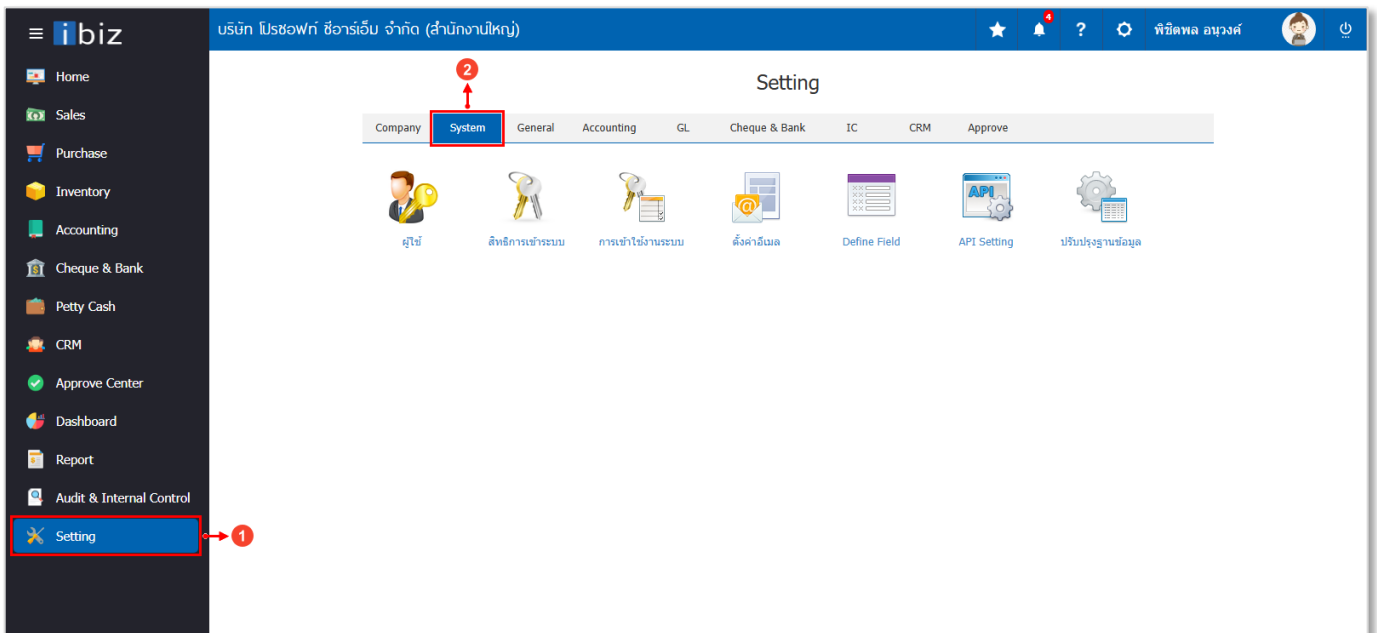 ibiz
บริษัท โปรซอฟท์ ซีอาร์เอ็ม จำกัด (สำนักงานใหญ่)
4
?
พิชิตพล อนุวงค์
Home
Sales
Purchase
Inventory
Accounting
Cheque & Bank
Petty Cash
CRM
Approve Center
Dashboard
Report
Audit & Internal Control
Setting
1
2
Setting
Company System General Accounting GL Cheque & Bank IC CRM Approve
API
ผู้ใช้ สิทธิการเข้าระบบ การเข้าใช้งานระบบ ตั้งค่าอีเมล Define Field API Setting ปรับปรุงฐานข้อมูล